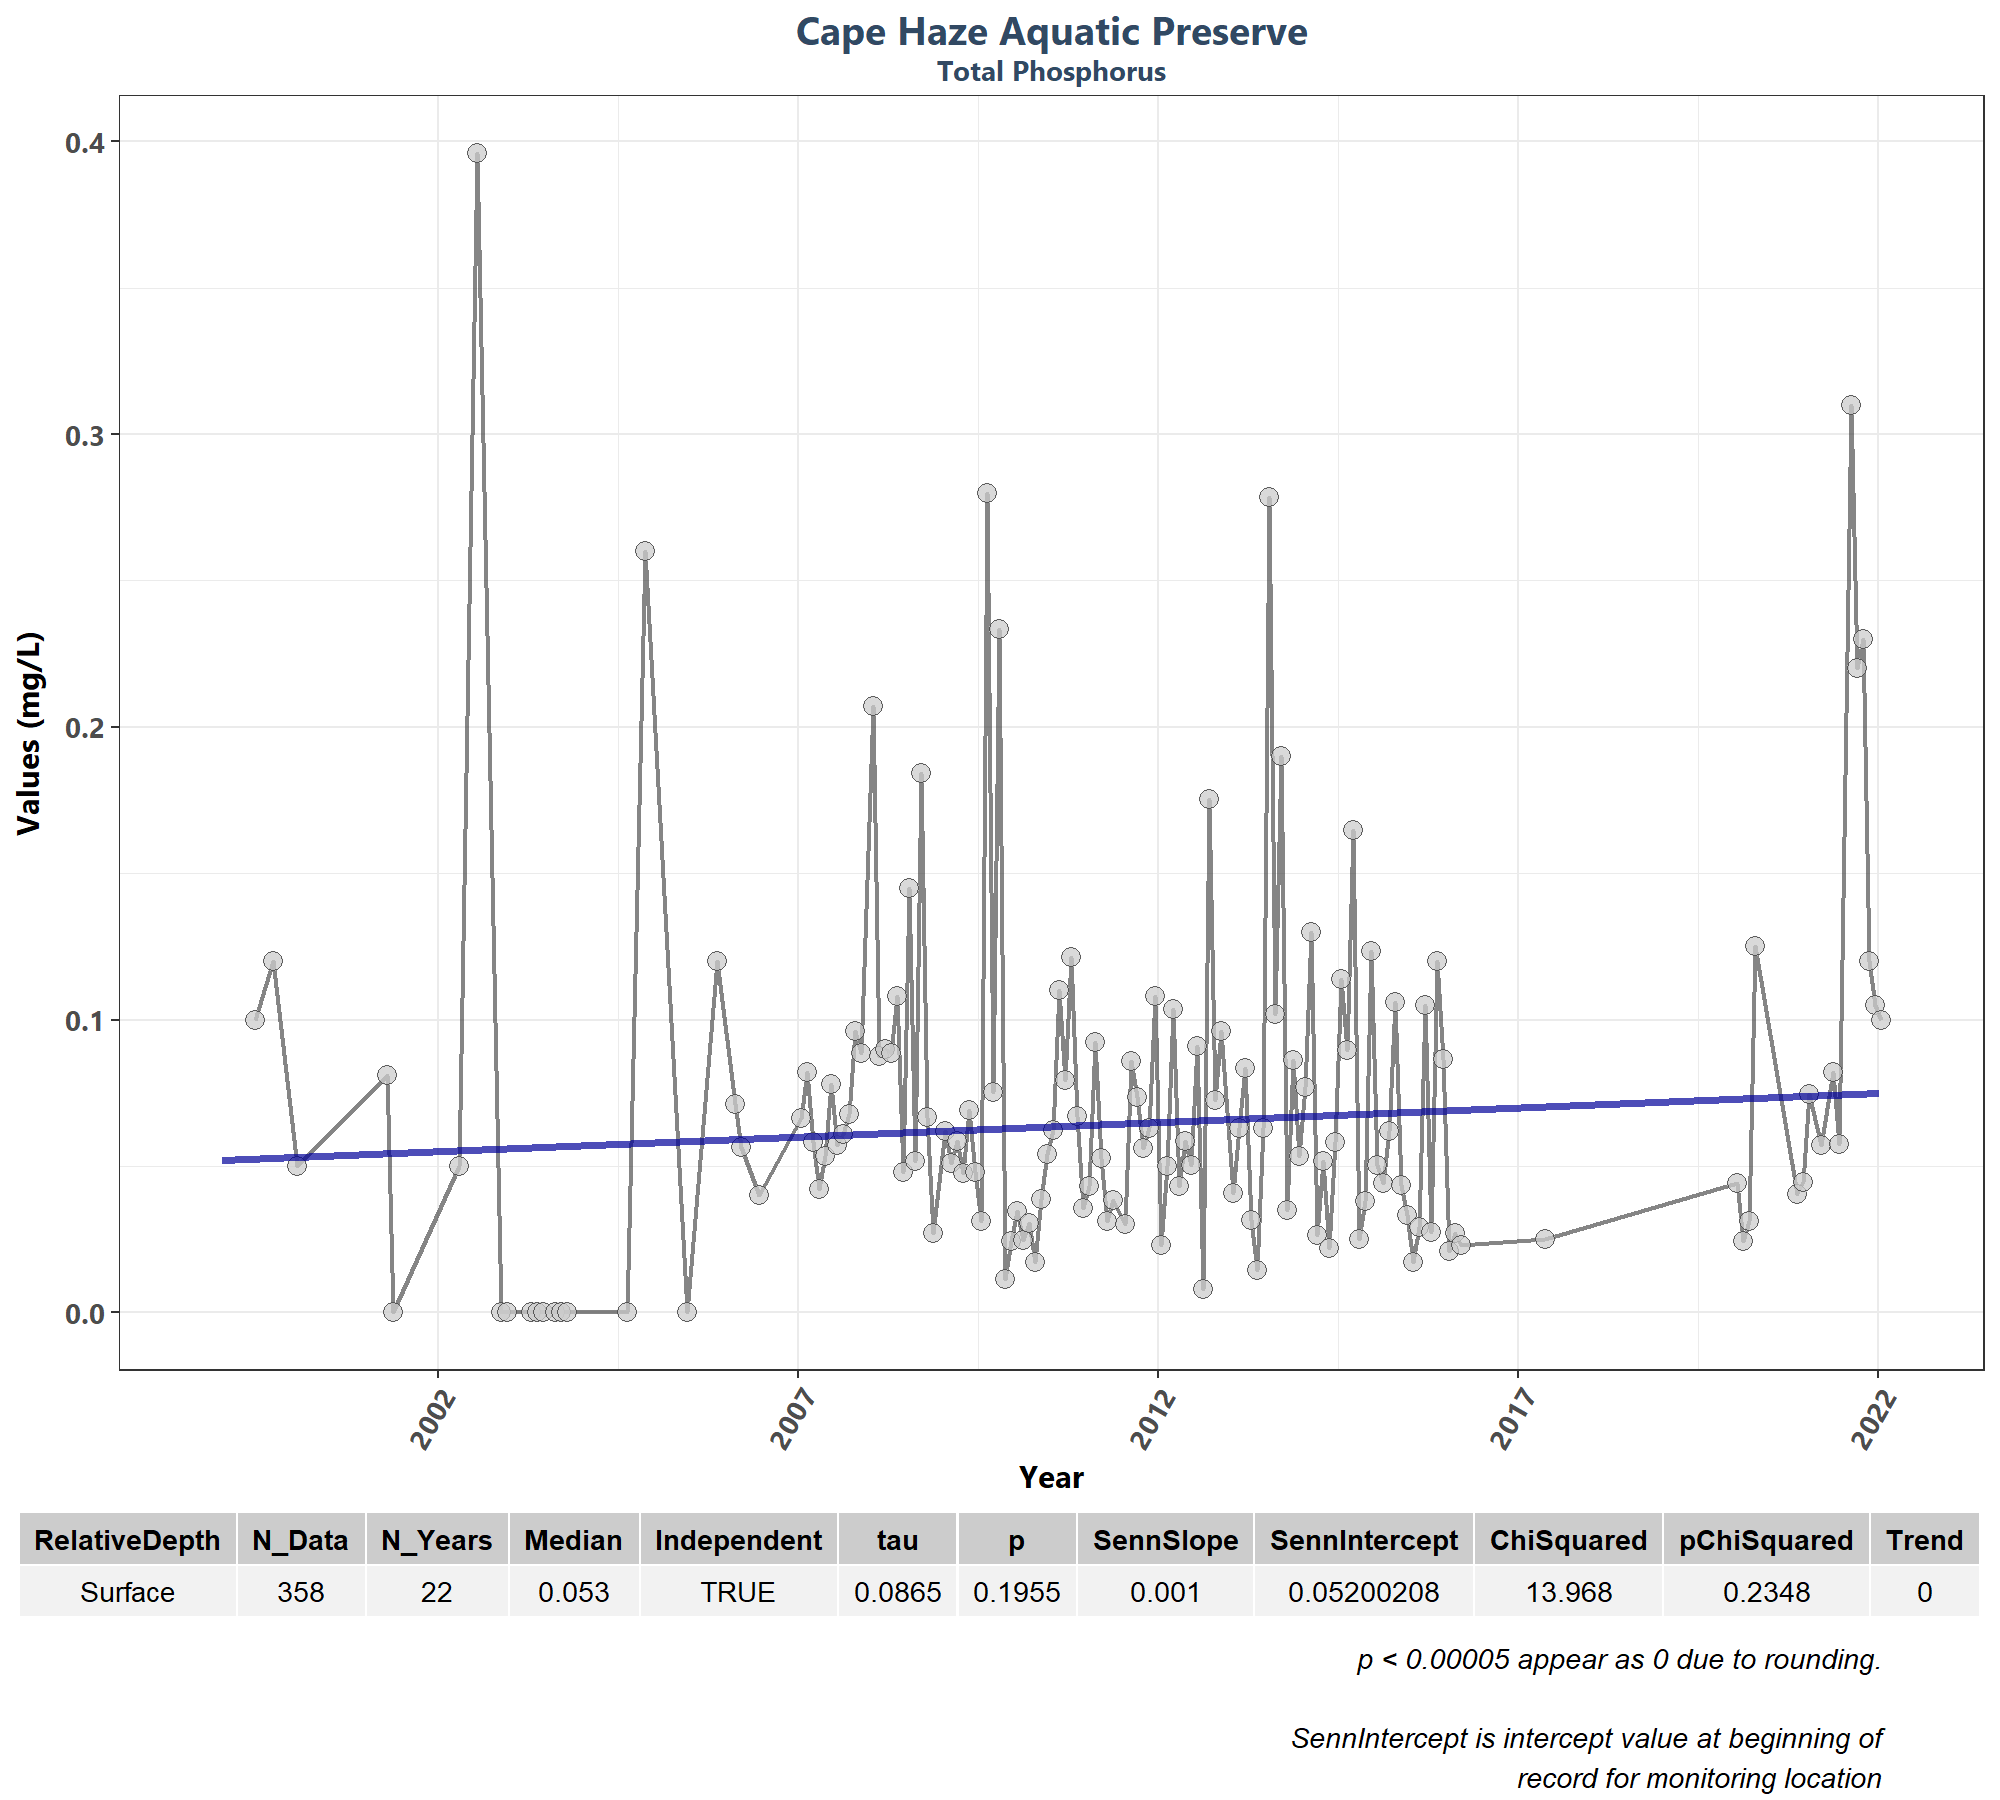 Cape Haze Aquatic Preserve
Total Phosphorus
0.4
0.3
0.2
0.1
0.0
Values (mg/L)
2002
2007
2012
2017
2022
Year
RelativeDepth N_Data N_Years Median Independent tau p SennSlope SennIntercept ChiSquared pChiSquared Trend
Surface 358 22 0.053 TRUE 0.0865 0.1955 0.001 0.05200208 13.968 0.2348 0
p < 0.00005 appear as 0 due to rounding.
SennIntercept is intercept value at beginning of
record for monitoring location